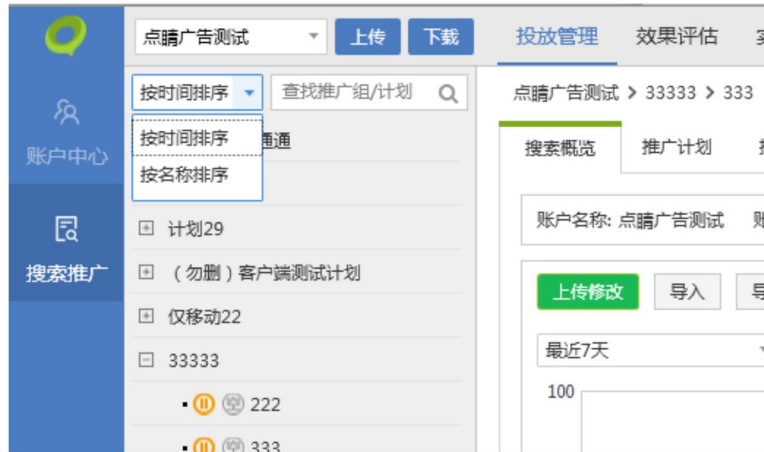 点睛广告测试 上传 下载 投放管理 效果评估
按时间排序 查找推广组/计划 点睛广告测试 > 33333 > 333
账户中心
按时间排序 通通
按名称排序
搜索概览 推广计划
搜索推广
计划29
账户名称: 点睛广告测试
(勿删)客户端测试计划
上传修改 导入
仅移动22
33333
最近7天
222
100
333